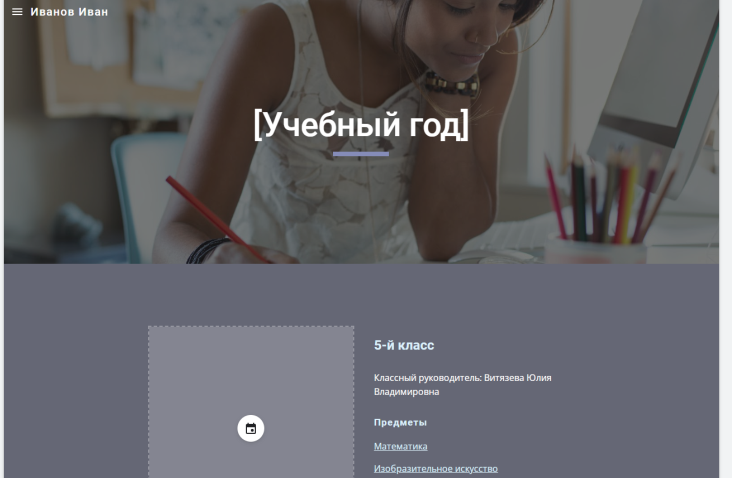 Иванов Иван
[Учебный год]
5-й класс
Классный руководитель: Витязева Юлия
Владимировна
Предметы
Математика
Изобразительное искусство